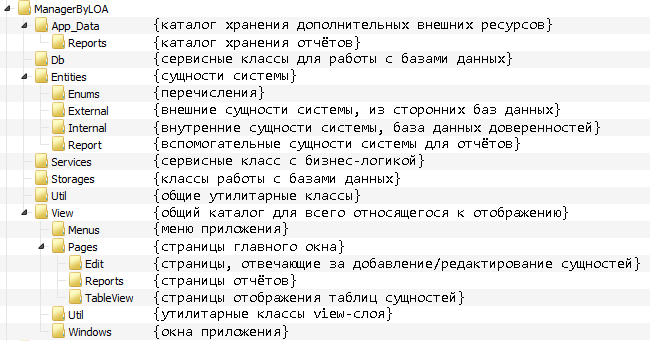 ManagerByLOA
App_Data {каталог хранения дополнительных внешних ресурсов}
Reports {каталог хранения отчётов}
Db {сервисные классы для работы с базами данных}
Entities {сущности системы}
Enums {перечисления}
External {внешние сущности системы, из сторонних баз данных}
Internal {внутренние сущности системы, база данных доверенностей}
Report {вспомогательные сущности системы для отчётов}
Services {сервисные класс с бизнес-логикой}
Storages {классы работы с базами данных}
Util {общие утилитарные классы}
View {общий каталог для всего относящегося к отображению}
Menus {меню приложения}
Pages {страницы главного окна}
Edit {страницы, отвечающие за добавление/редактирование сущностей}
Reports {страницы отчётов}
TableView {страницы отображения таблиц сущностей}
Util {утилитарные классы view-слоя}
Windows {окна приложения}